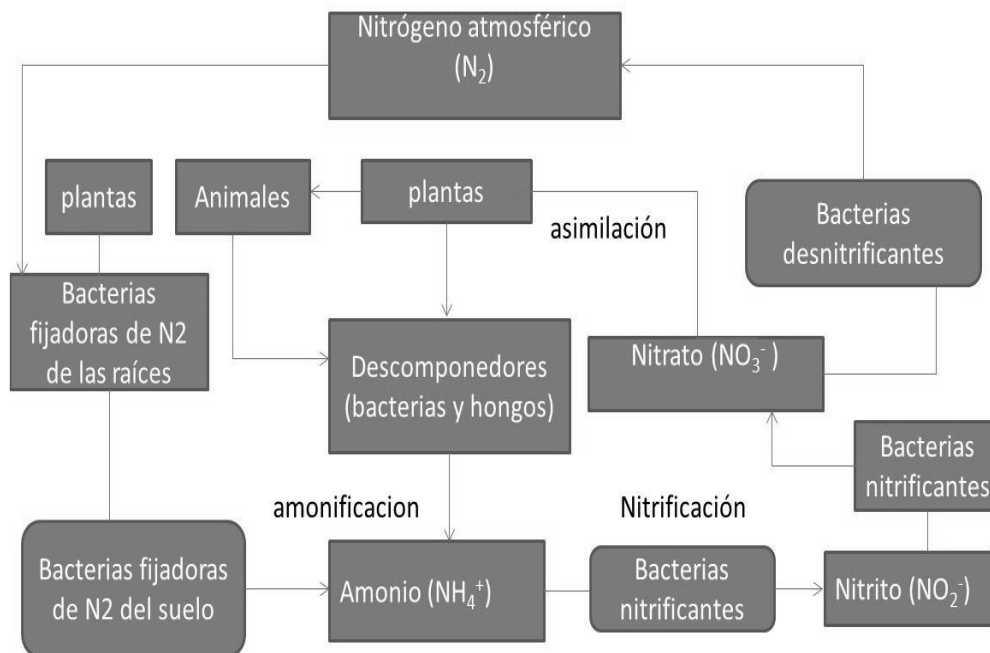 Nitrógeno atmosférico
(N₂)
plantas
Animales
plantas
asimilación
Bacterias
desnitrificantes
Bacterias
fijadoras de N2
de las raíces
Descomponedores
(bacterias y hongos)
Nitrato (NO₃⁻ )
Bacterias
nitrificantes
amonificacion
Nitrificación
Bacterias fijadoras
de N2 del suelo
Amonio (NH₄⁺)
Bacterias
nitrificantes
Nitrito (NO₂⁻)